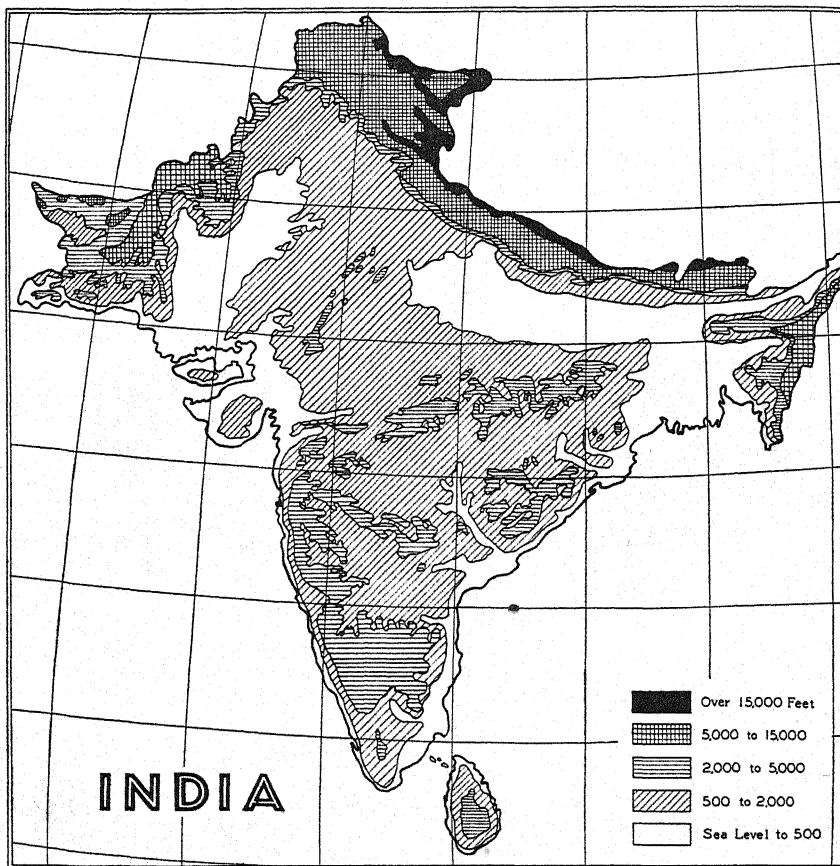 INDIA
Over 15,000 Feet
5,000 to 15,000
2,000 to 5,000
500 to 2,000
Sea Level to 500